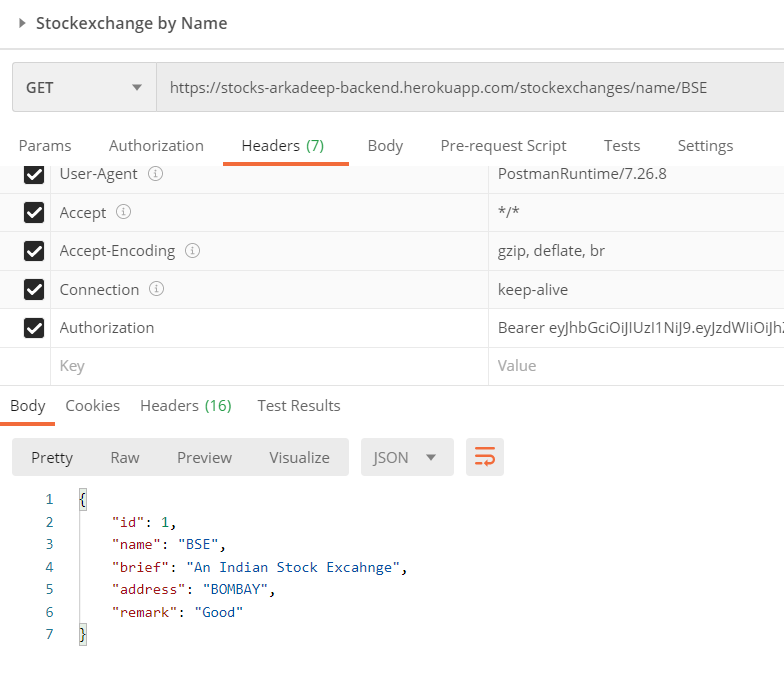 Stockexchange by Name
GET https://stocks-arkadeep-backend.herokuapp.com/stockexchanges/name/BSE
Params Authorization Headers (7) Body Pre-request Script Tests Settings
User-Agent PostmanRuntime/7.26.8
Accept */*
Accept-Encoding gzip, deflate, br
Connection keep-alive
Authorization Bearer eyJhbGciOiJIUzI1NiJ9.eyJzdWIiOiJhZ
Key Value
Body Cookies Headers (16) Test Results
Pretty Raw Preview Visualize JSON
1 {
2 "id": 1,
3 "name": "BSE",
4 "brief": "An Indian Stock Excahnge",
5 "address": "BOMBAY",
6 "remark": "Good"
7 }